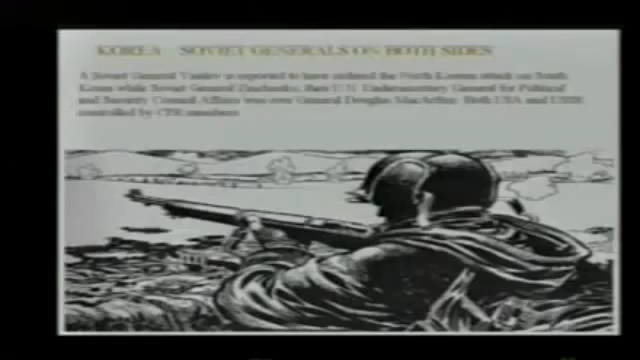 KOREA – SOVIET GENERALS ON BOTH SIDES
A Soviet General is reported to have ordered the North Korean attack on South
Korea while Soviet General Zinchenko, then U.N. Undersecretary General for Political
and Security Council Affairs was over General Douglas MacArthur. Both USA and USSR
controlled by CFR members